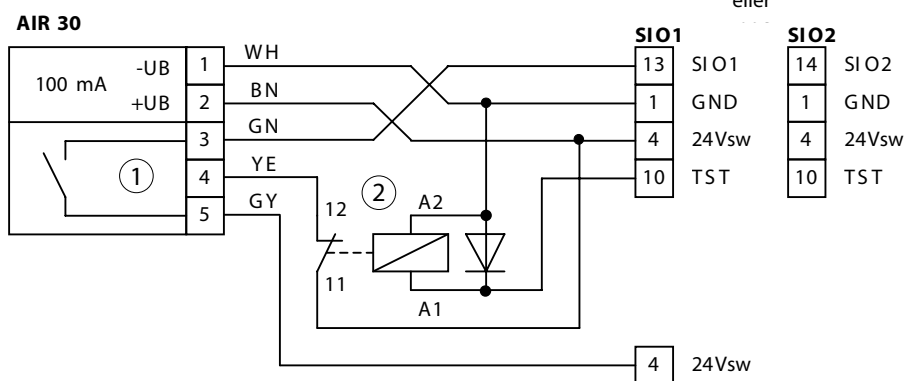 eller
AIR 30
SIO1
SIO2
100 mA
-UB
1
WH
13
SIO1
14
SIO2
+UB
2
BN
1
GND
1
GND
3
GN
4
24Vsw
4
24Vsw
1
4
YE
10
TST
10
TST
5
GY
12
2
A2
11
A1
4
24Vsw